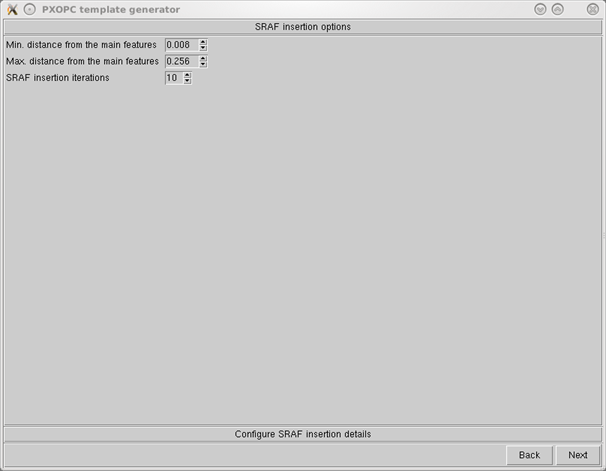 PXOPC template generator
SRAF insertion options
Min. distance from the main features 0.008
Max. distance from the main features 0.256
SRAF insertion iterations 10
Configure SRAF insertion details
Back Next